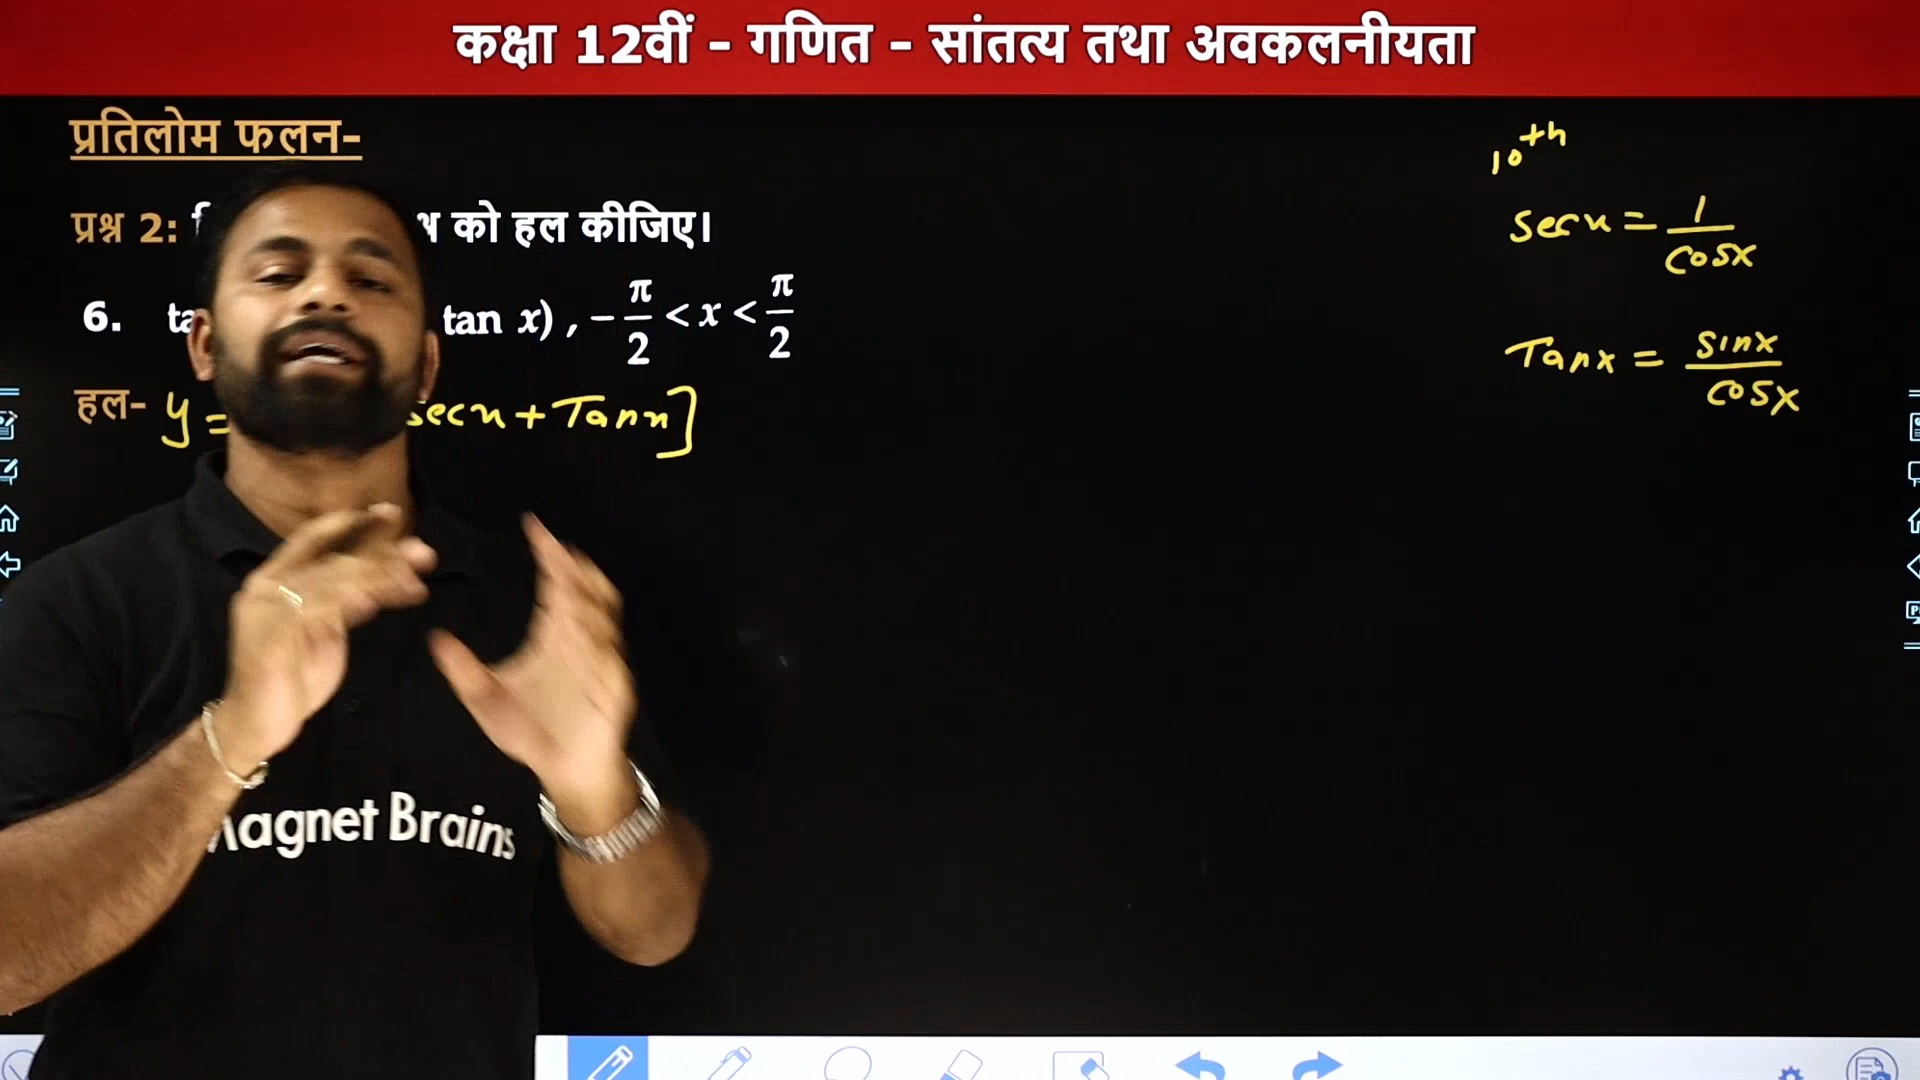 कक्षा 12वीं - गणित - सांतत्य तथा अवकलनीयता
प्रतिलोम फलन-
प्रश्न 2: को हल कीजिए।
6. tan x) , -π/2 < x < π/2
हल- y = secx + Tanx]
10th
secx = 1/cosx
Tanx = sinx/cosx
Magnet Brains